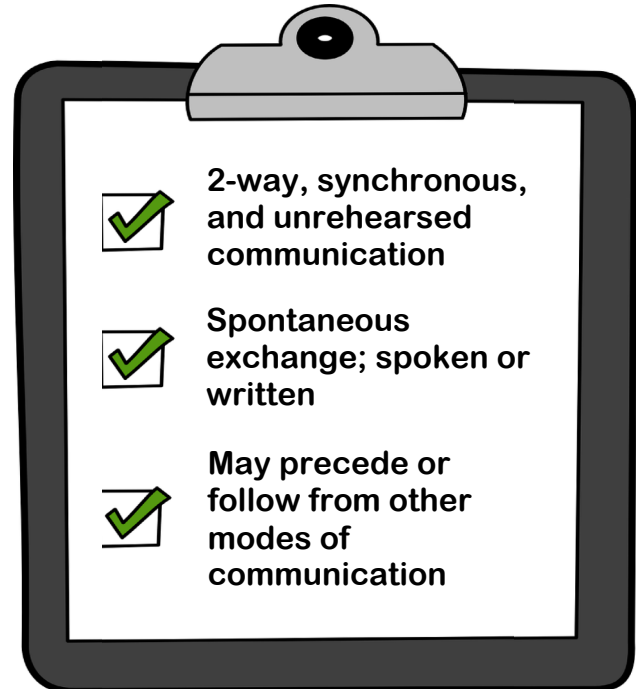 2-way, synchronous,
and unrehearsed
communication
Spontaneous
exchange; spoken or
written
May precede or
follow from other
modes of
communication